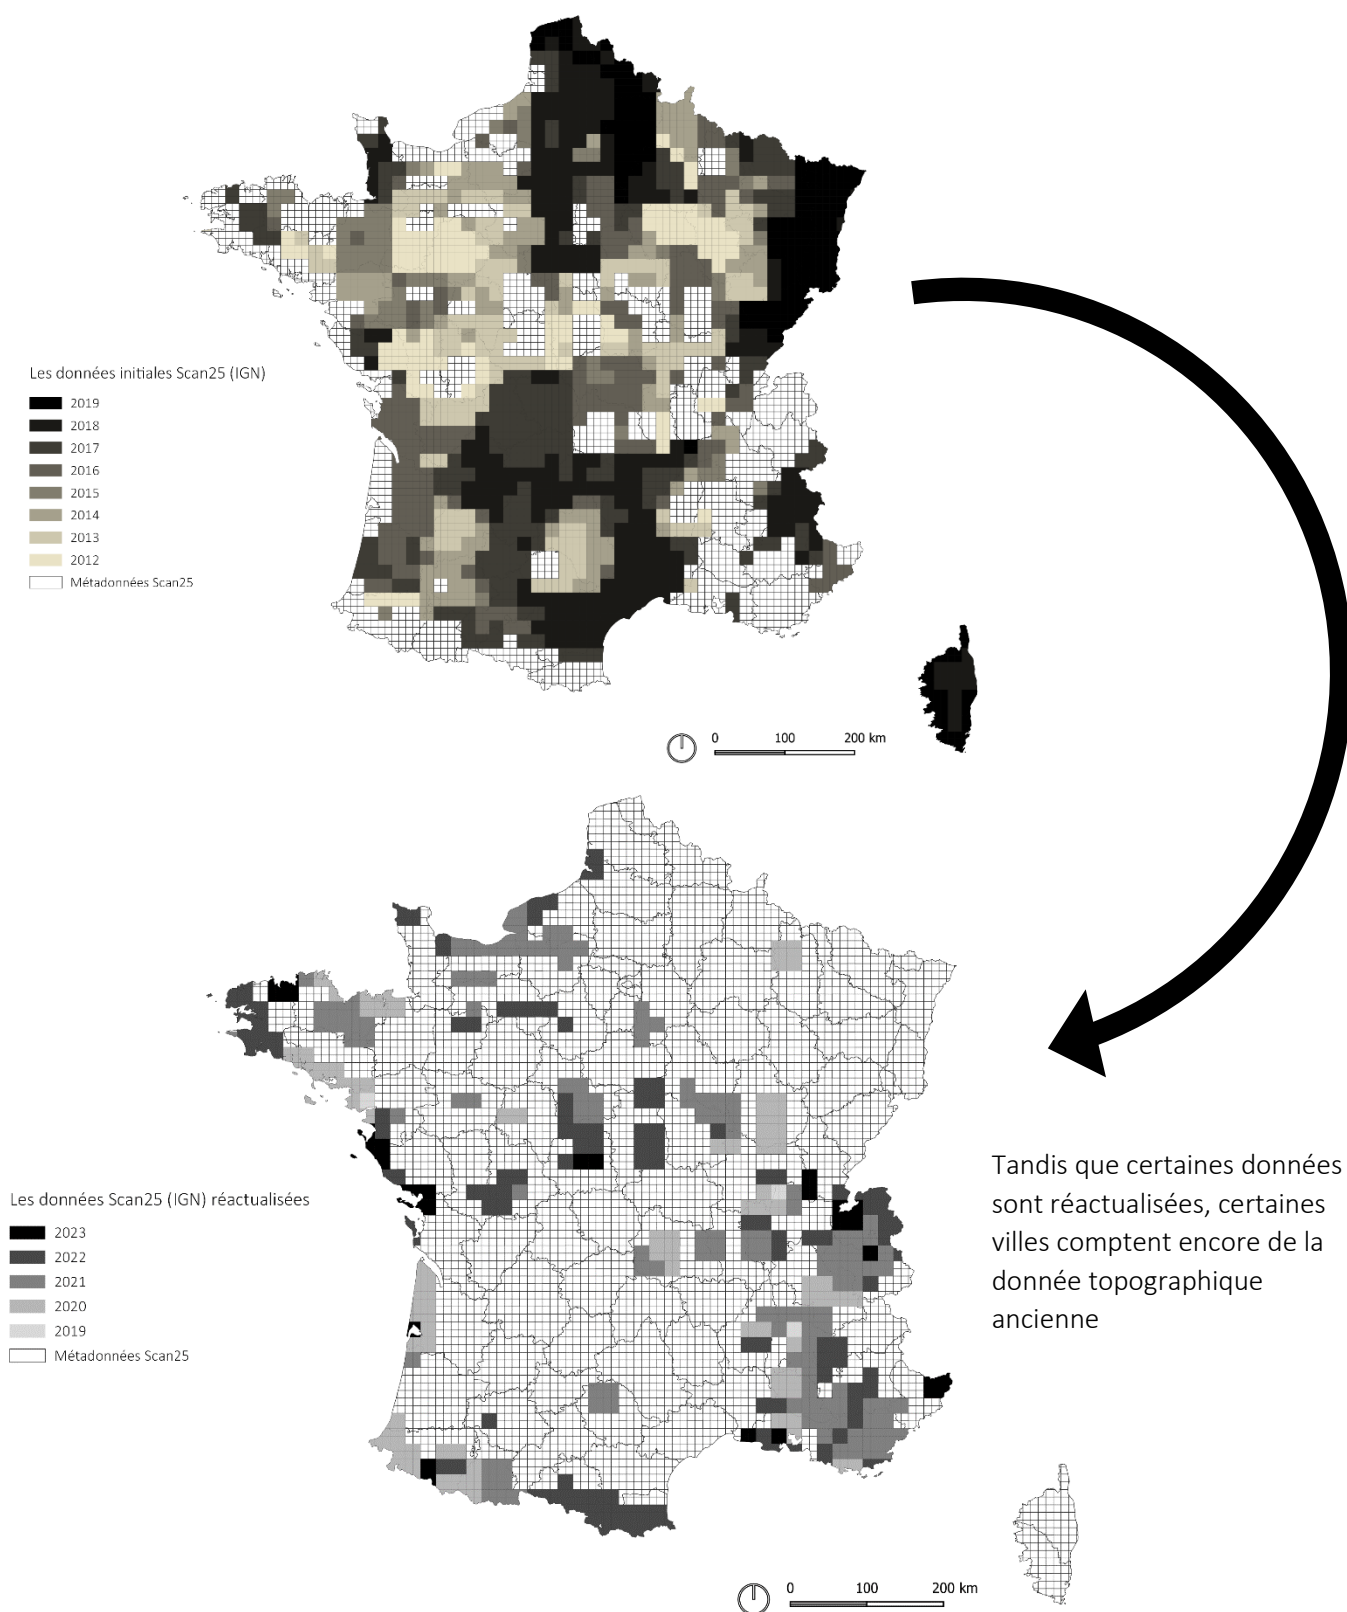 Les données initiales Scan25 (IGN)
2019
2018
2017
2016
2015
2014
2013
2012
Métadonnées Scan25
0 100 200 km
Les données Scan25 (IGN) réactualisées
2023
2022
2021
2020
2019
Métadonnées Scan25
Tandis que certaines données
sont réactualisées, certaines
villes comptent encore de la
donnée topographique
ancienne
0 100 200 km